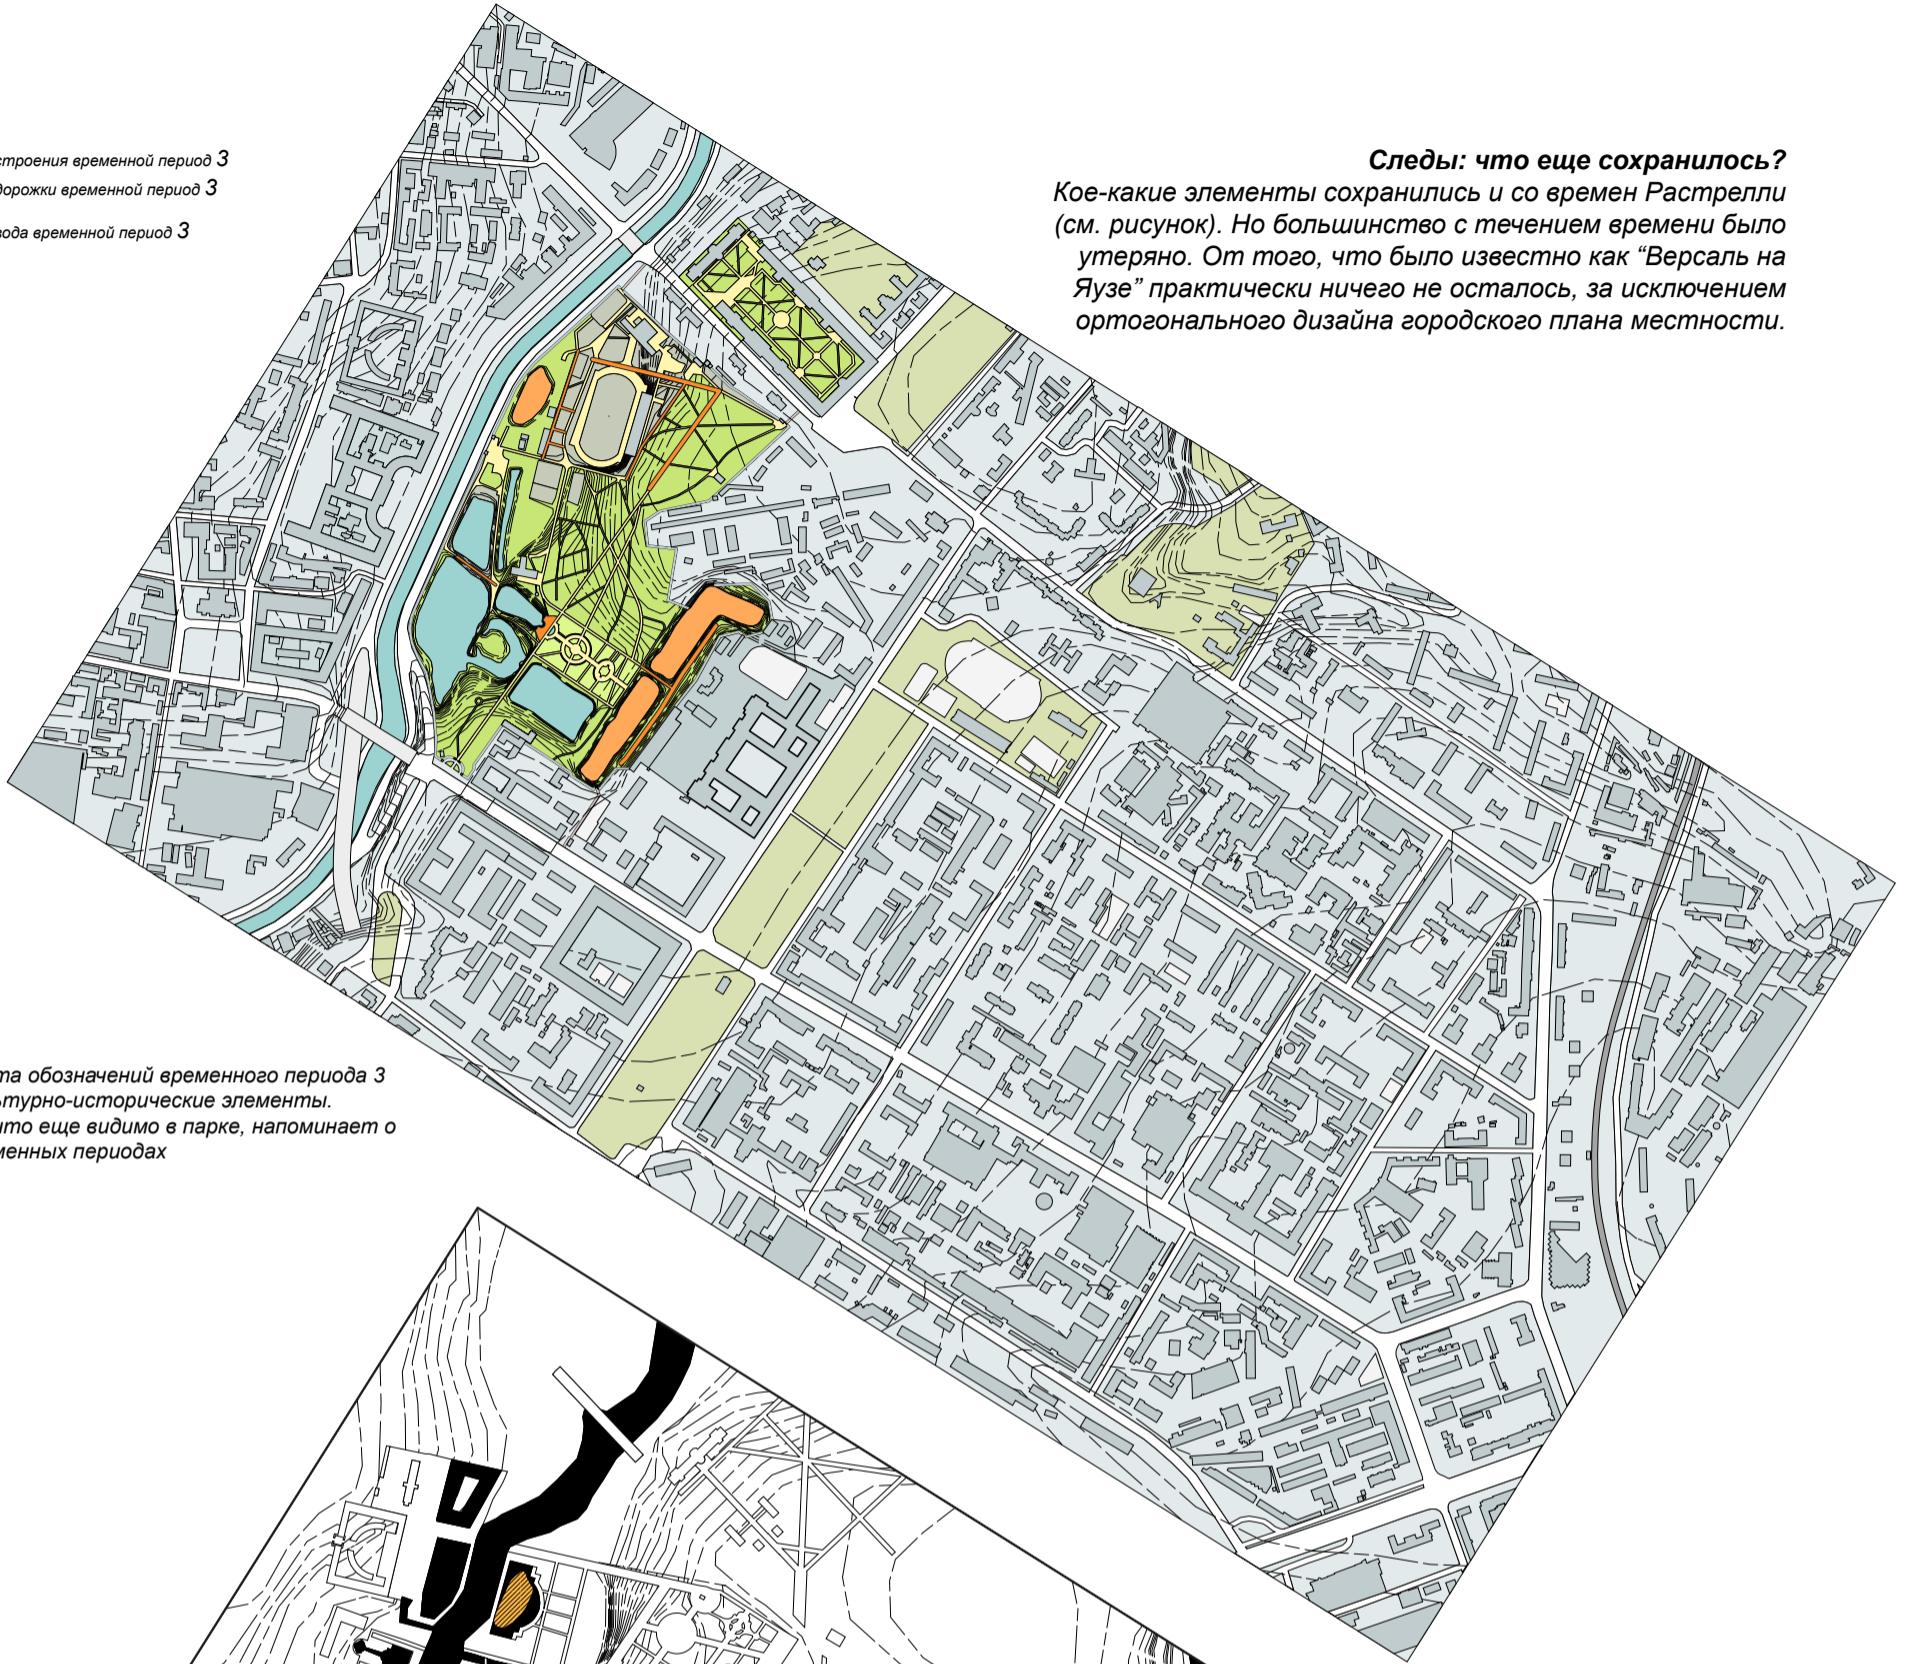 строения временной период 3
дорожки временной период 3
вода временной период 3
Следы: что еще сохранилось?
Кое-какие элементы сохранились и со времен Растрелли
(см. рисунок). Но большинство с течением времени было
утеряно. От того, что было известно как “Версаль на
Яузе” практически ничего не осталось, за исключением
ортогонального дизайна городского плана местности.
та обозначений временного периода 3
ьтурно-исторические элементы.
что еще видимо в парке, напоминает о
менных периодах